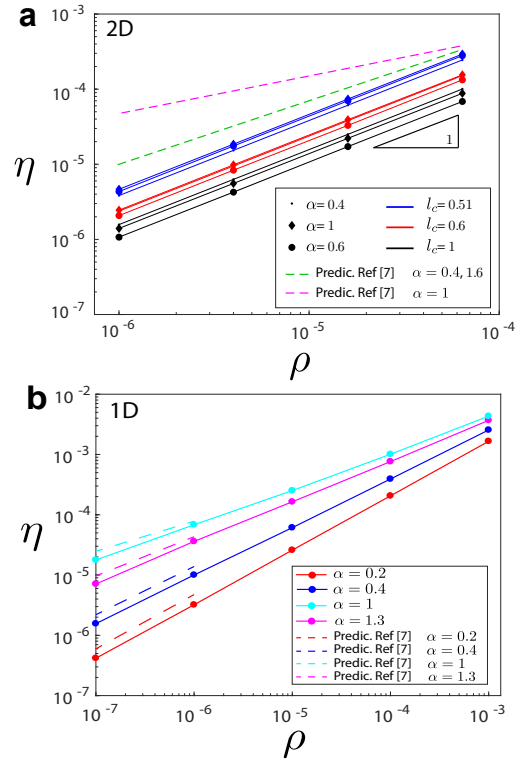 a
2D
10^-3
10^-4
10^-5
10^-6
10^-7
η
1
α= 0.4
α= 1
α= 0.6
l_c= 0.51
l_c= 0.6
l_c= 1
Predic. Ref [7] α = 0.4, 1.6
Predic. Ref [7] α = 1
10^-6 10^-5 10^-4
ρ
b
1D
10^-2
10^-3
10^-4
10^-5
10^-6
10^-7
η
α = 0.2
α = 0.4
α = 1
α = 1.3
Predic. Ref [7] α = 0.2
Predic. Ref [7] α = 0.4
Predic. Ref [7] α = 1
Predic. Ref [7] α = 1.3
10^-7 10^-6 10^-5 10^-4 10^-3
ρ